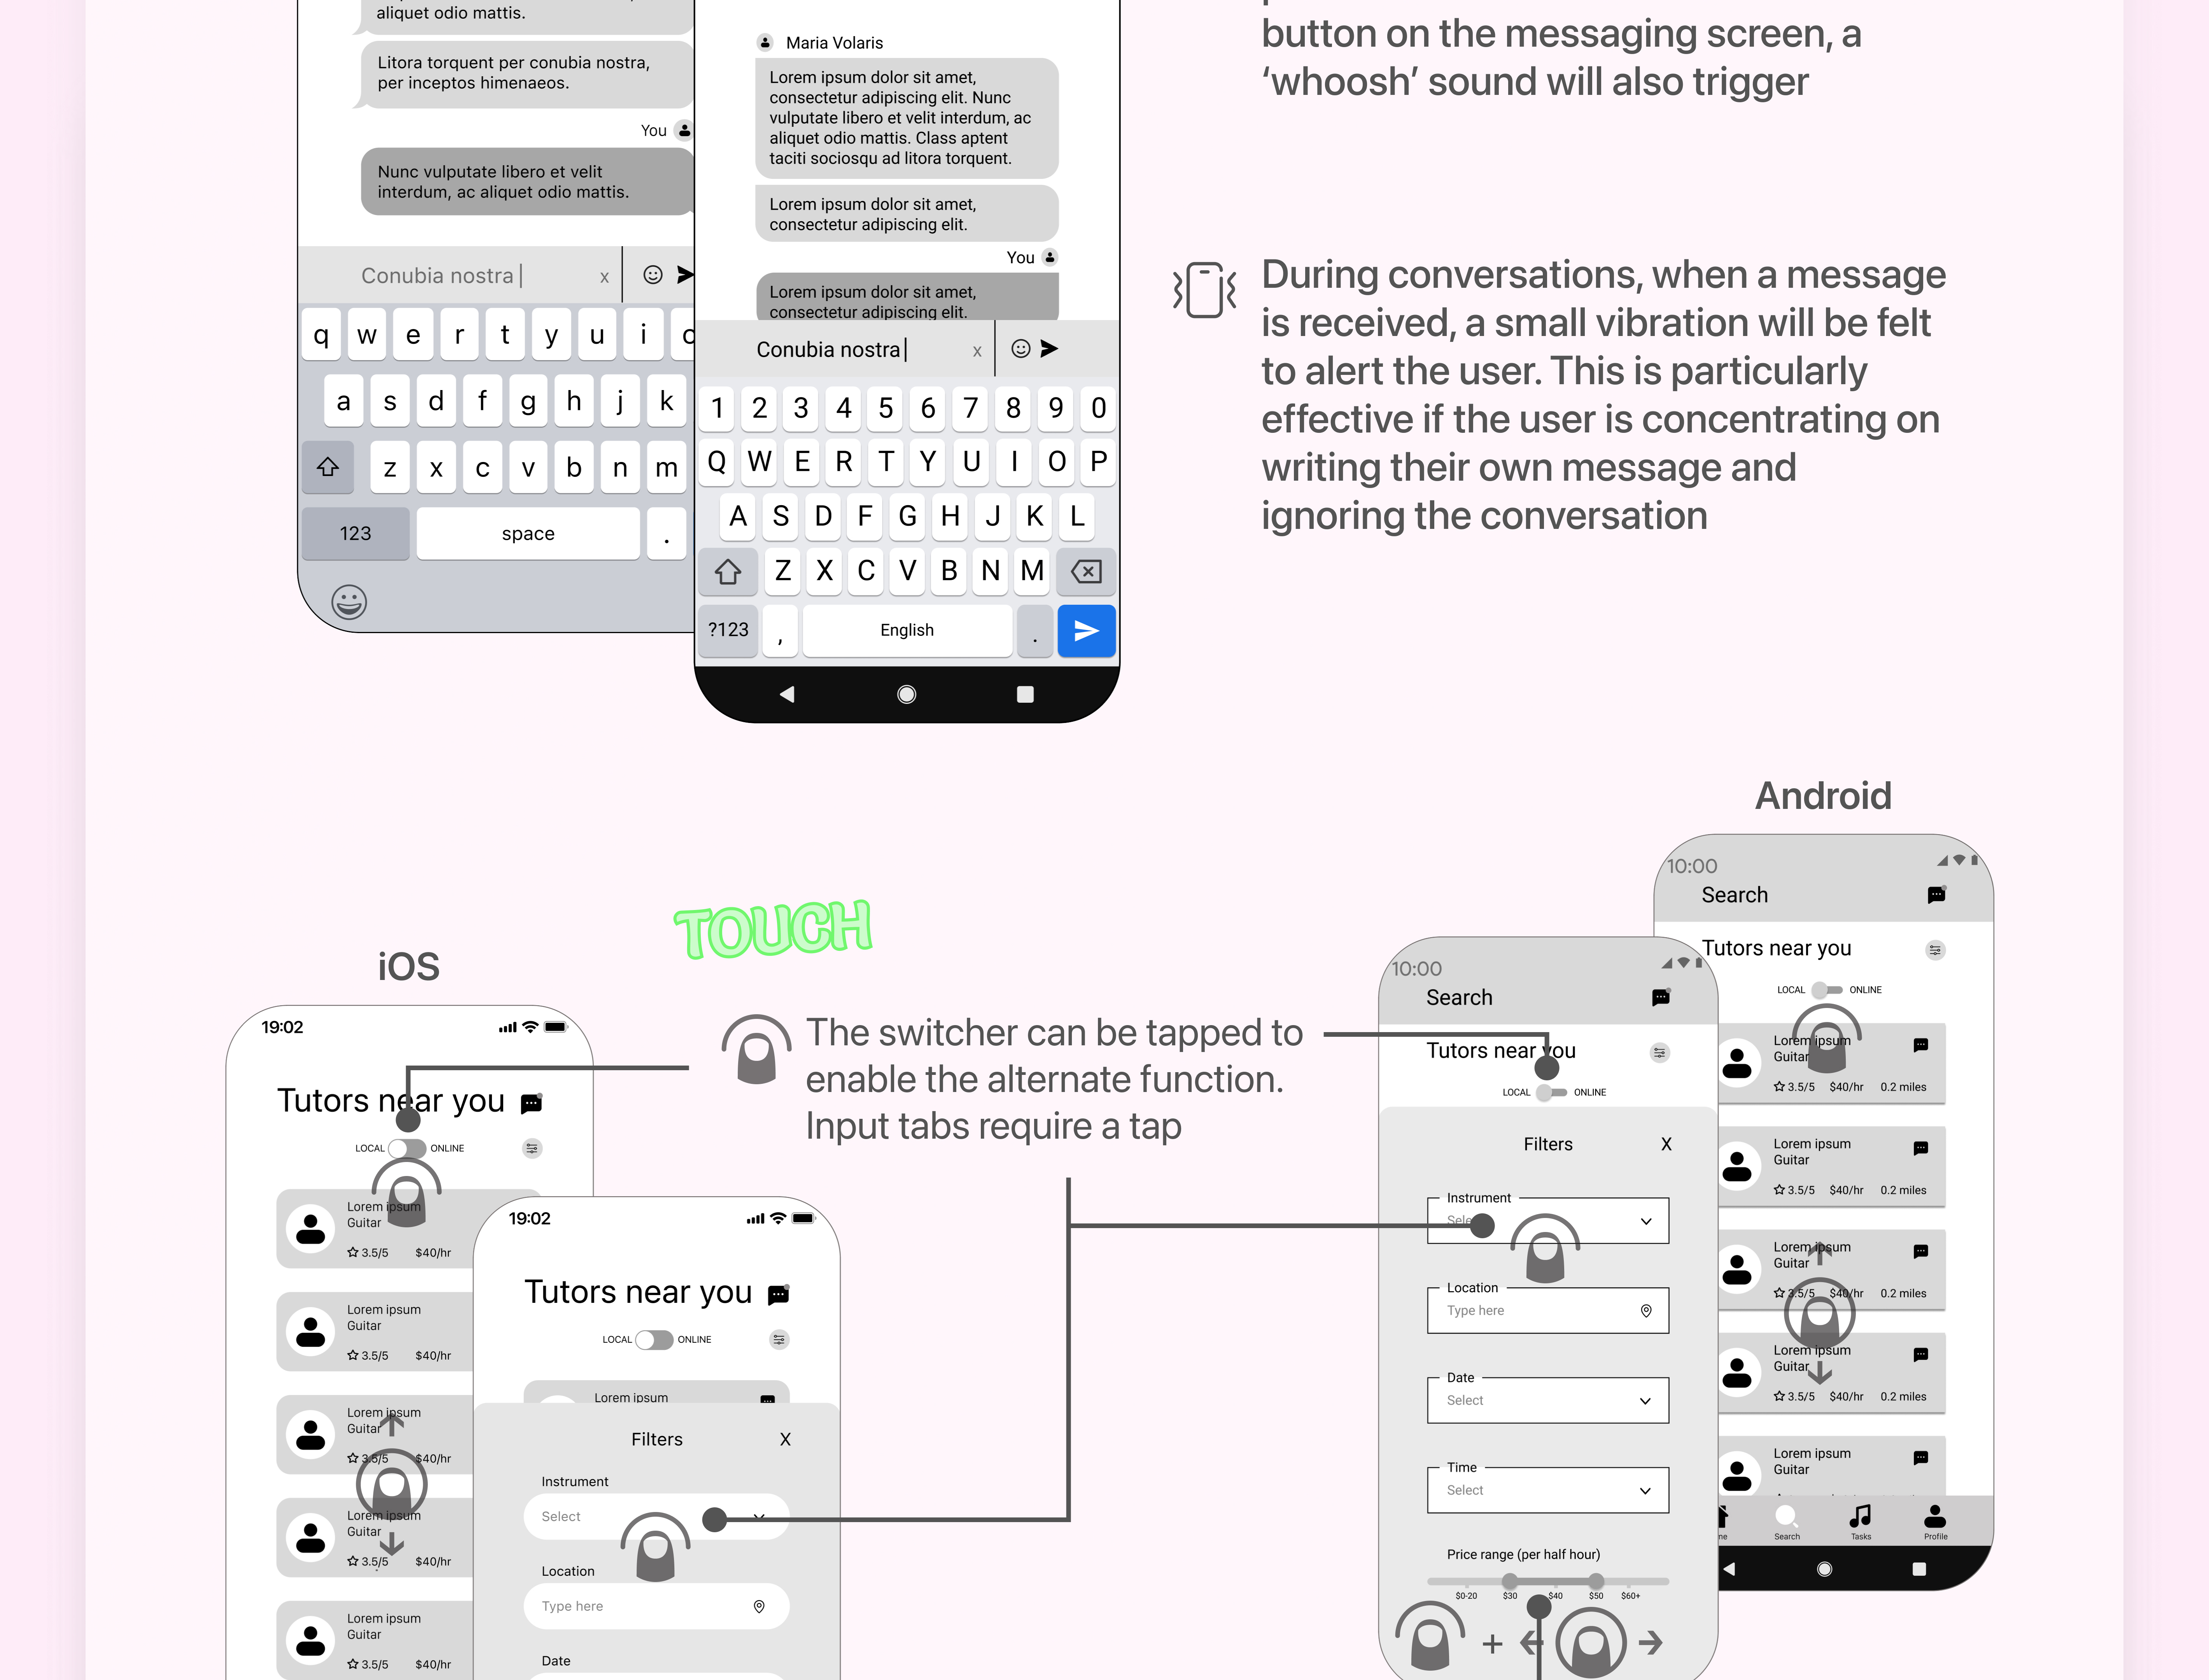 aliquet odio mattis.
Litora torquent per conubia nostra,
per inceptos himenaeos.
You
Nunc vulputate libero et velit
interdum, ac aliquet odio mattis.
Conubia nostra
x
q w e r t y u i
a s d f g h j k
z x c v b n m
123
space
.
Maria Volaris
Lorem ipsum dolor sit amet,
consectetur adipiscing elit. Nunc
vulputate libero et velit interdum, ac
aliquet odio mattis. Class aptent
taciti sociosqu ad litora torquent.
Lorem ipsum dolor sit amet,
consectetur adipiscing elit.
You
Lorem ipsum dolor sit amet,
consectetur adipiscing elit.
Conubia nostra
x
1 2 3 4 5 6 7 8 9 0
Q W E R T Y U I O P
A S D F G H J K L
Z X C V B N M
?123
,
English
.
button on the messaging screen, a
‘whoosh’ sound will also trigger
During conversations, when a message
is received, a small vibration will be felt
to alert the user. This is particularly
effective if the user is concentrating on
writing their own message and
ignoring the conversation
TOUCH
The switcher can be tapped to
enable the alternate function.
Input tabs require a tap
iOS
19:02
Tutors near you
LOCAL
ONLINE
Lorem ipsum
Guitar
3.5/5
$40/hr
Lorem ipsum
Guitar
3.5/5
$40/hr
Lorem ipsum
Guitar
3.5/5
$40/hr
Lorem ipsum
Guitar
3.5/5
$40/hr
Lorem ipsum
Guitar
3.5/5
$40/hr
19:02
Tutors near you
LOCAL
ONLINE
Lorem ipsum
Filters
X
Instrument
Select
Location
Type here
Date
Android
10:00
Search
Tutors near you
LOCAL
ONLINE
Filters
X
Instrument
Location
Type here
Date
Select
Time
Select
Price range (per half hour)
$0-20
$30
$40
$50
$60+
+
10:00
Search
Tutors near you
LOCAL
ONLINE
Lorem ipsum
Guitar
3.5/5
$40/hr
0.2 miles
Lorem ipsum
Guitar
3.5/5
$40/hr
0.2 miles
Lorem ipsum
Guitar
3.5/5
$40/hr
0.2 miles
Lorem ipsum
Guitar
3.5/5
$40/hr
0.2 miles
Lorem ipsum
Guitar
Search
Tasks
Profile